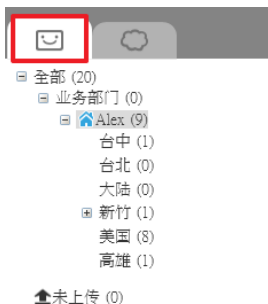 全部 (20)
业务部门 (0)
Alex (9)
台中 (1)
台北 (0)
大陆 (0)
新竹 (1)
美国 (8)
高雄 (1)
未上传 (0)